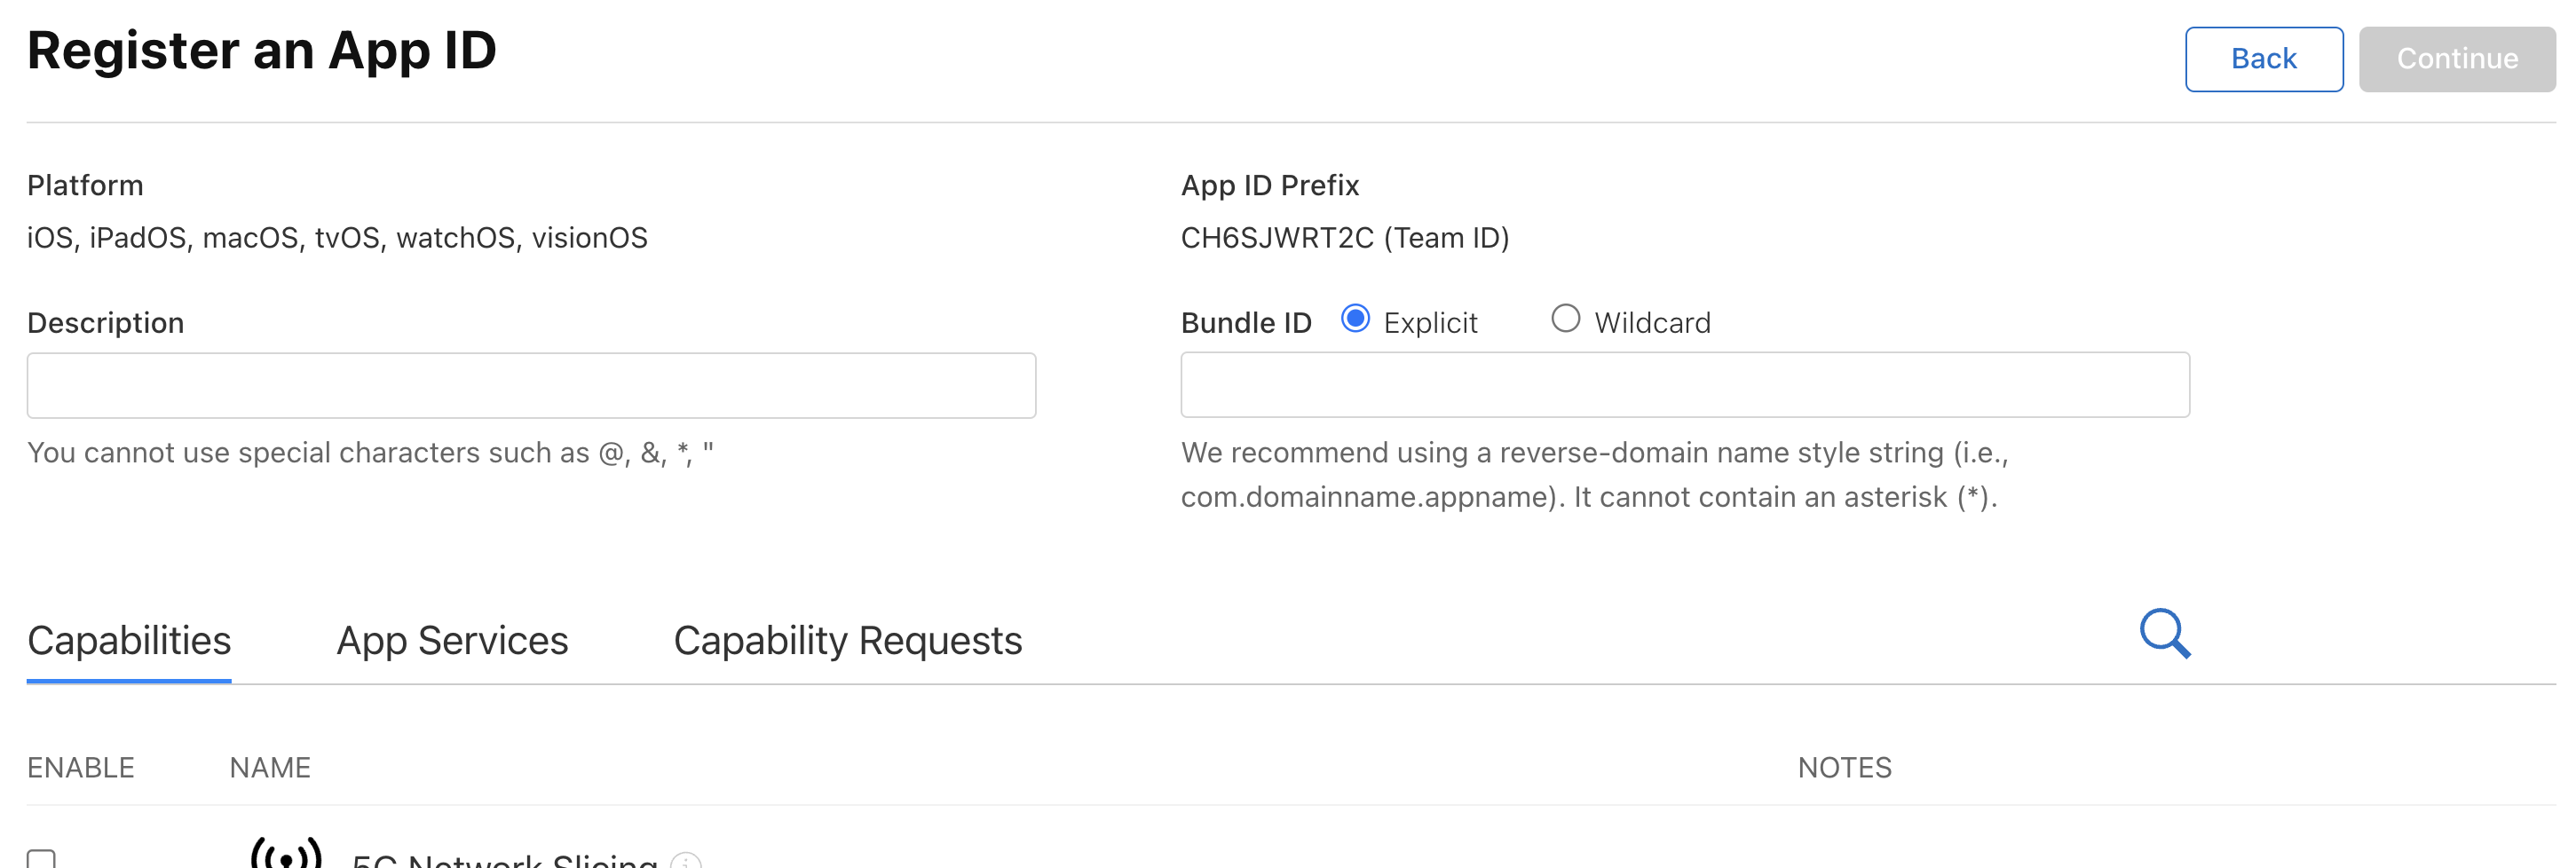 Register an App ID
Back
Continue
Platform
iOS, iPadOS, macOS, tvOS, watchOS, visionOS
App ID Prefix
CH6SJWRT2C (Team ID)
Description
You cannot use special characters such as @, &, *, "
Bundle ID Explicit Wildcard
We recommend using a reverse-domain name style string (i.e.,
com.domainname.appname). It cannot contain an asterisk (*).
Capabilities App Services Capability Requests
ENABLE NAME NOTES
5G Network Slicing